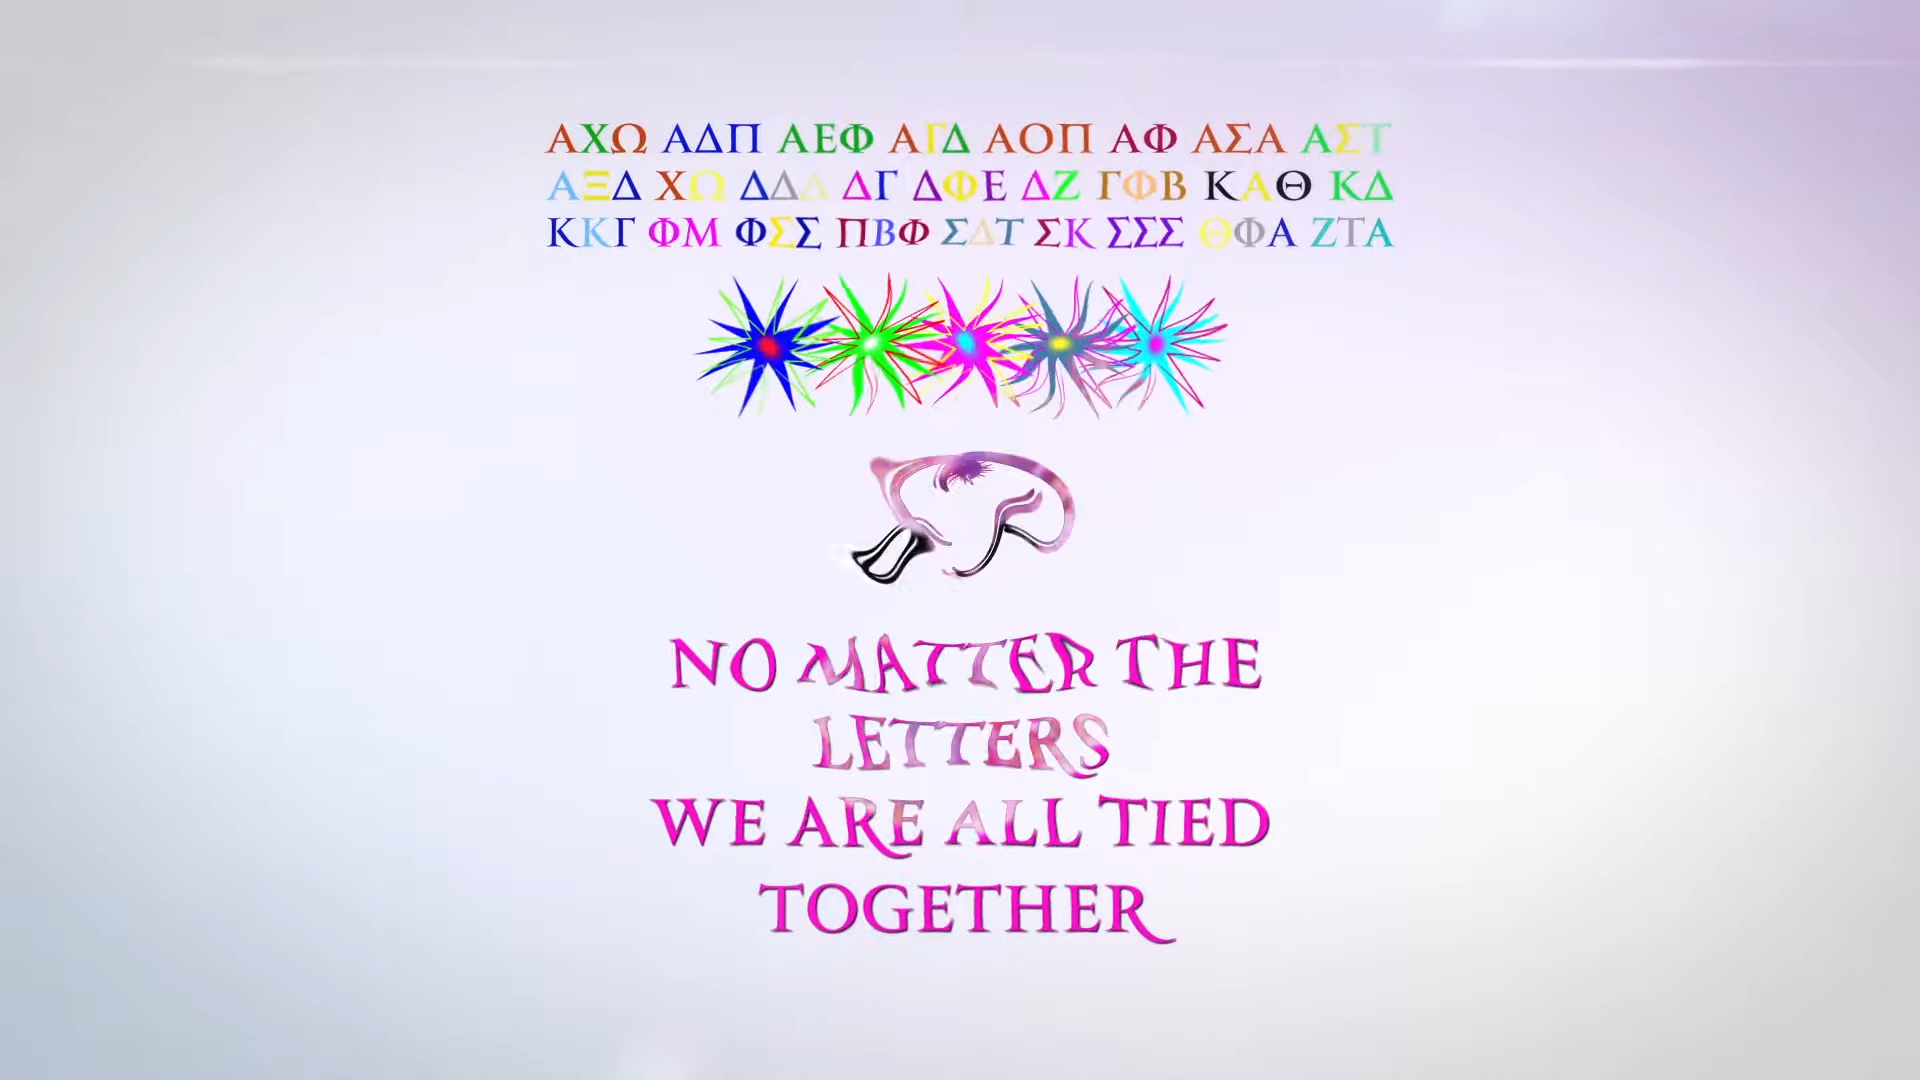 ΑΧΩ ΑΔΠ ΑΕΦ ΑΓΔ ΑΟΠ ΑΦ ΑΣΑ ΑΣΤ
ΑΞΔ ΧΩ ΔΔΔ ΔΓ ΔΦΕ ΔΖ ΓΦΒ ΚΑΘ ΚΔ
ΚΚΓ ΦΜ ΦΣΣ ΠΒΦ ΣΔΤ ΣΚ ΣΣΣ ΘΦΑ ΖΤΑ
NO MATTER THE
LETTERS
WE ARE ALL TIED
TOGETHER